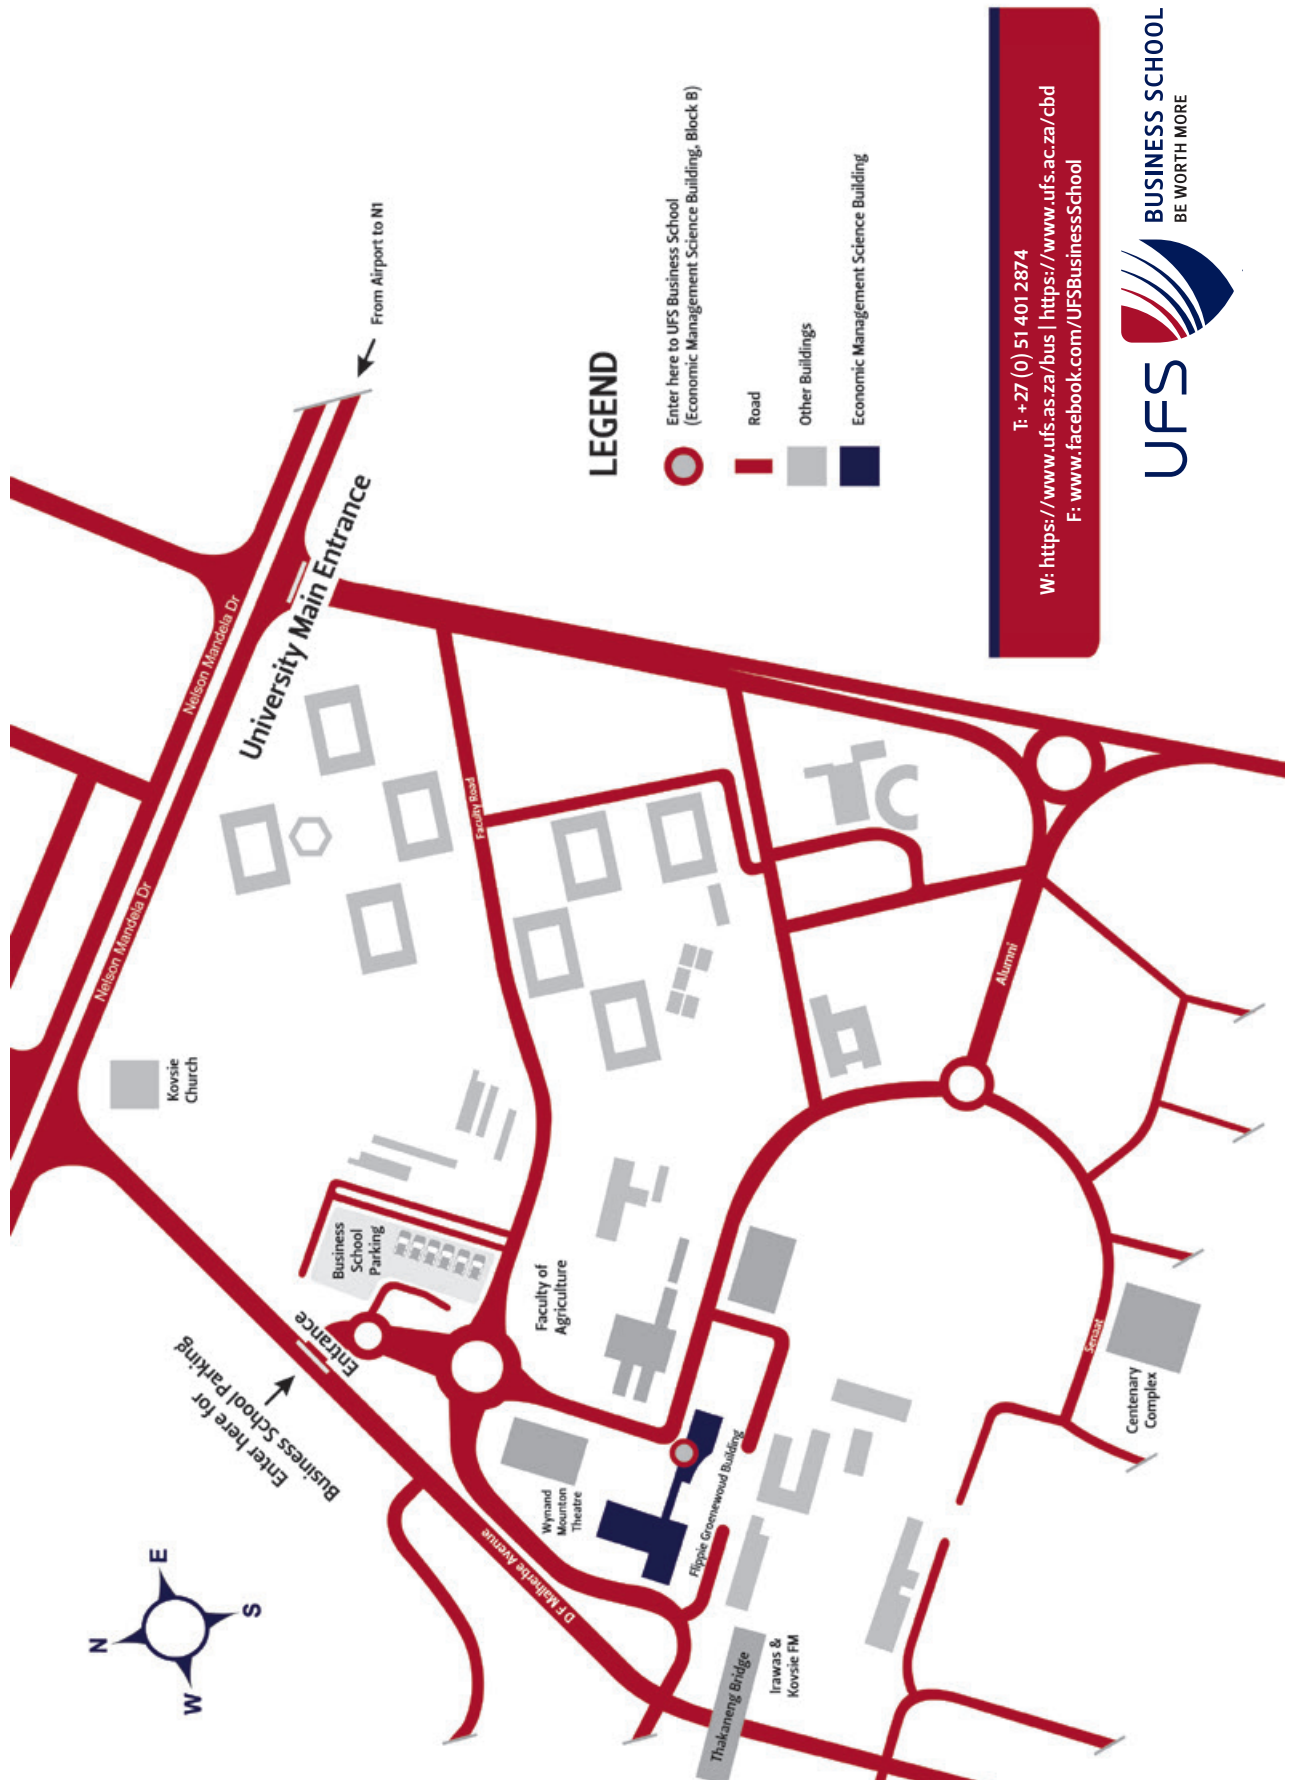 N
E
S
W
Nelson Mandela Dr
Nelson Mandela Dr
From Airport to N1
University Main Entrance
Kovsie
Church
Faculty Road
Business
School
Parking
Entrance
Enter here for
Business School Parking
Faculty of
Agriculture
Wynand
Mounton
Theatre
D F Malherbe Avenue
Flippie Groenewoud Building
Thakaneng Bridge
Irawas &
Kovsie FM
Alumni
Senaat
Centenary
Complex
LEGEND
Enter here to UFS Business School
(Economic Management Science Building, Block B)
Road
Other Buildings
Economic Management Science Building
T: +27 (0) 51 401 2874
W: https://www.ufs.as.za/bus | https://www.ufs.ac.za/cbd
F: www.facebook.com/UFSBusinessSchool
UFS
BUSINESS SCHOOL
BE WORTH MORE